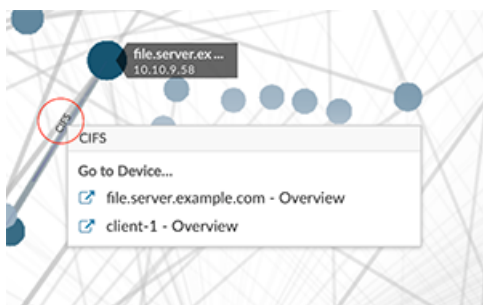 file.server.ex ...
10.10.9.58
CIFS
CIFS
Go to Device...
file.server.example.com - Overview
client-1 - Overview